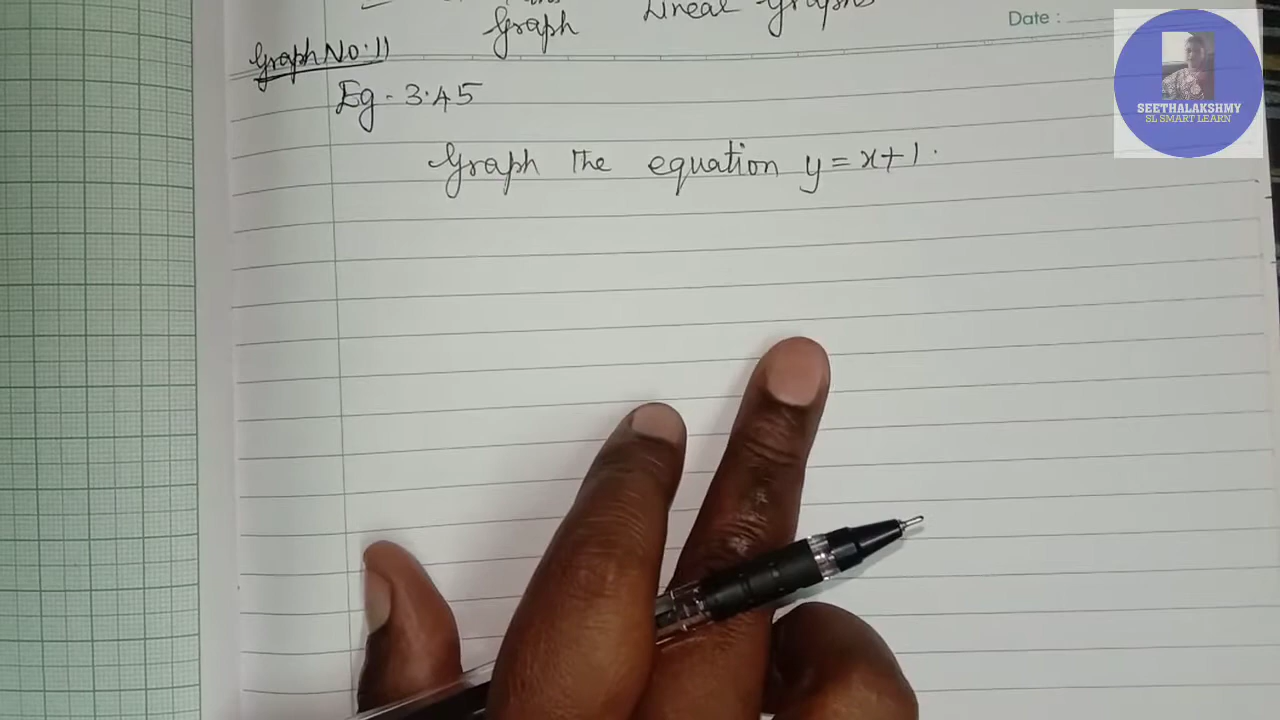 Graph Linear Graphs
Date :
Graph No. 11
Eg - 3.45
Graph the equation y = x+1.
SEETHALAKSHMY
SL SMART LEARN